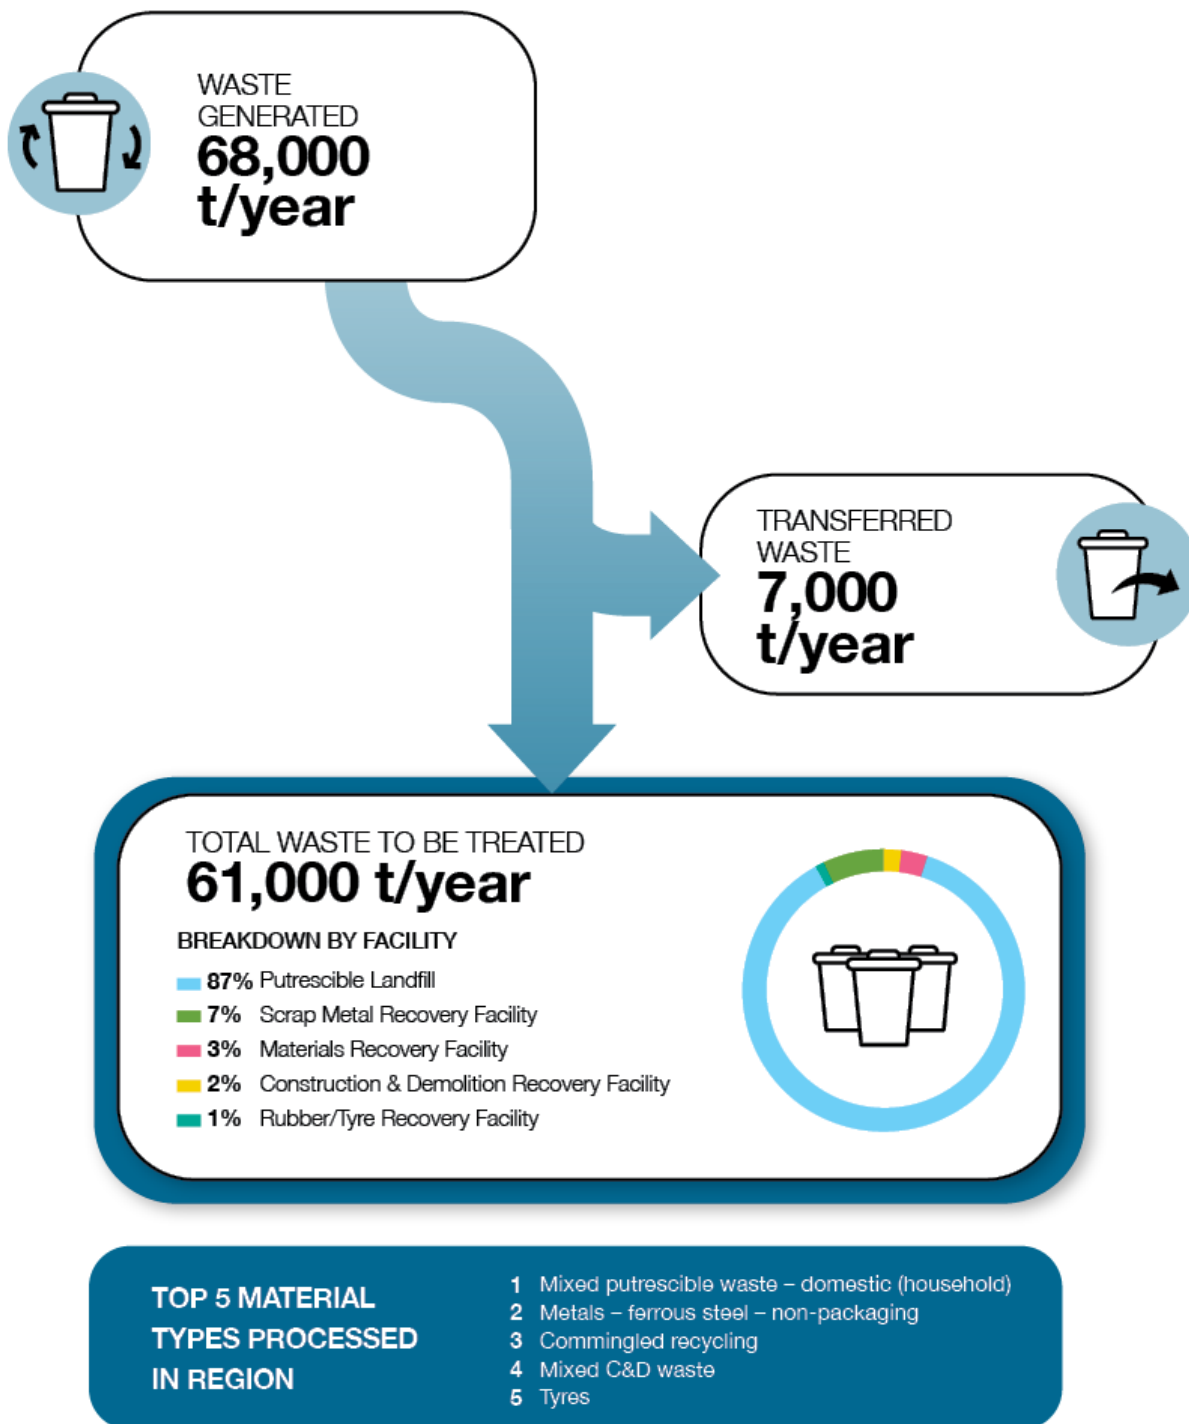 WASTE
GENERATED
68,000
t/year
TRANSFERRED
WASTE
7,000
t/year
TOTAL WASTE TO BE TREATED
61,000 t/year
BREAKDOWN BY FACILITY
87% Putrescible Landfill
7% Scrap Metal Recovery Facility
3% Materials Recovery Facility
2% Construction & Demolition Recovery Facility
1% Rubber/Tyre Recovery Facility
TOP 5 MATERIAL
TYPES PROCESSED
IN REGION
1 Mixed putrescible waste – domestic (household)
2 Metals – ferrous steel – non-packaging
3 Commingled recycling
4 Mixed C&D waste
5 Tyres